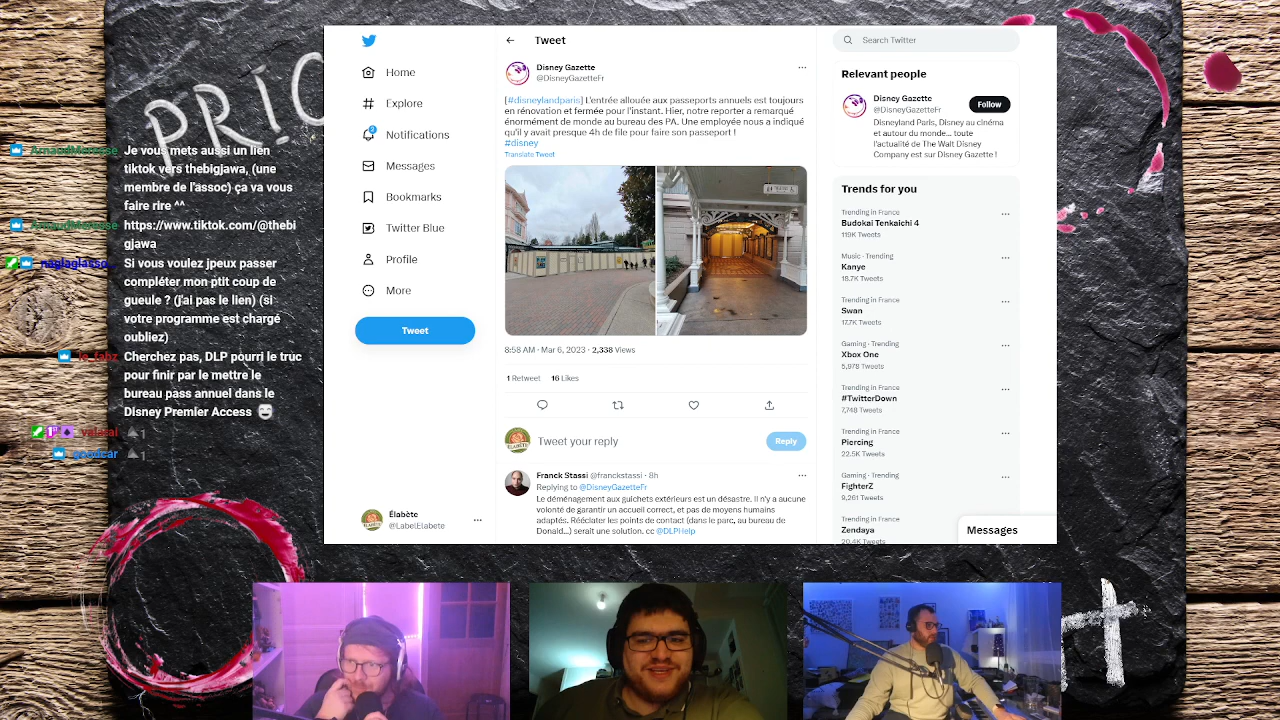 ArnaudMeresse Je vous mets aussi un lien
tiktok vers thebigjawa, (une
membre de l'assoc) ça va vous
faire rire ^^
ArnaudMeresse https://www.tiktok.com/@thebi
gjawa
Si vous voulez jpeux passer
contacter mon ptit coup de
gueule ? (j'ai pas le lien) (si
votre programme est chargé
oubliez)
le_fabz Cherchez pas, DLP pourri le truc
pour finir par le mettre le
bureau pass annuel dans le
Disney Premier Access
1
goodcar 1
Home
Explore
2
Notifications
Messages
Bookmarks
Twitter Blue
Profile
More
Tweet
Élabète
@LabelElabete
Tweet
Disney Gazette
@DisneyGazetteFr
[#disneylandparis] L'entrée allouée aux passeports annuels est toujours
en rénovation et fermée pour l'instant. Hier, notre reporter a remarqué
énormément de monde au bureau des PA. Une employée nous a indiqué
qu'il y avait presque 4h de file pour faire son passeport !
#disney
Translate Tweet
8:58 AM · Mar 6, 2023 · 2,338 Views
1 Retweet 16 Likes
Tweet your reply
Reply
Franck Stassi @franckstassi · 8h
Replying to @DisneyGazetteFr
Le déménagement aux guichets extérieurs est un désastre. Il n'y a aucune
volonté de garantir un accueil correct, et pas de moyens humains
adaptés. Rééclater les points de contact (dans le parc, au bureau de
Donald...) serait une solution. cc @DLPHelp
Search Twitter
Relevant people
Disney Gazette
@DisneyGazetteFr
Follow
Disneyland Paris, Disney au cinéma
et autour du monde... toute
l'actualité de The Walt Disney
Company est sur Disney Gazette !
Trends for you
Trending in France
Budokai Tenkaichi 4
119K Tweets
Music · Trending
Kanye
18.7K Tweets
Trending in France
Swan
17.7K Tweets
Gaming · Trending
Xbox One
5,978 Tweets
Trending in France
#TwitterDown
7,748 Tweets
Trending in France
Piercing
22.5K Tweets
Gaming · Trending
FighterZ
9,261 Tweets
Trending in France
Zendaya
20.4K Tweets
Messages